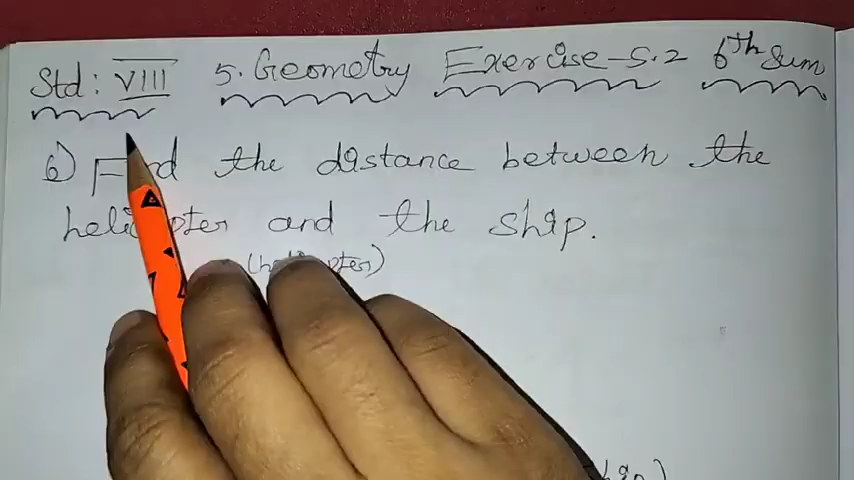 Std: VIII 5. Geometry Exercise-5.2 6th Sum
6) Find the distance between the
helicopter and the ship.
(helicopter)